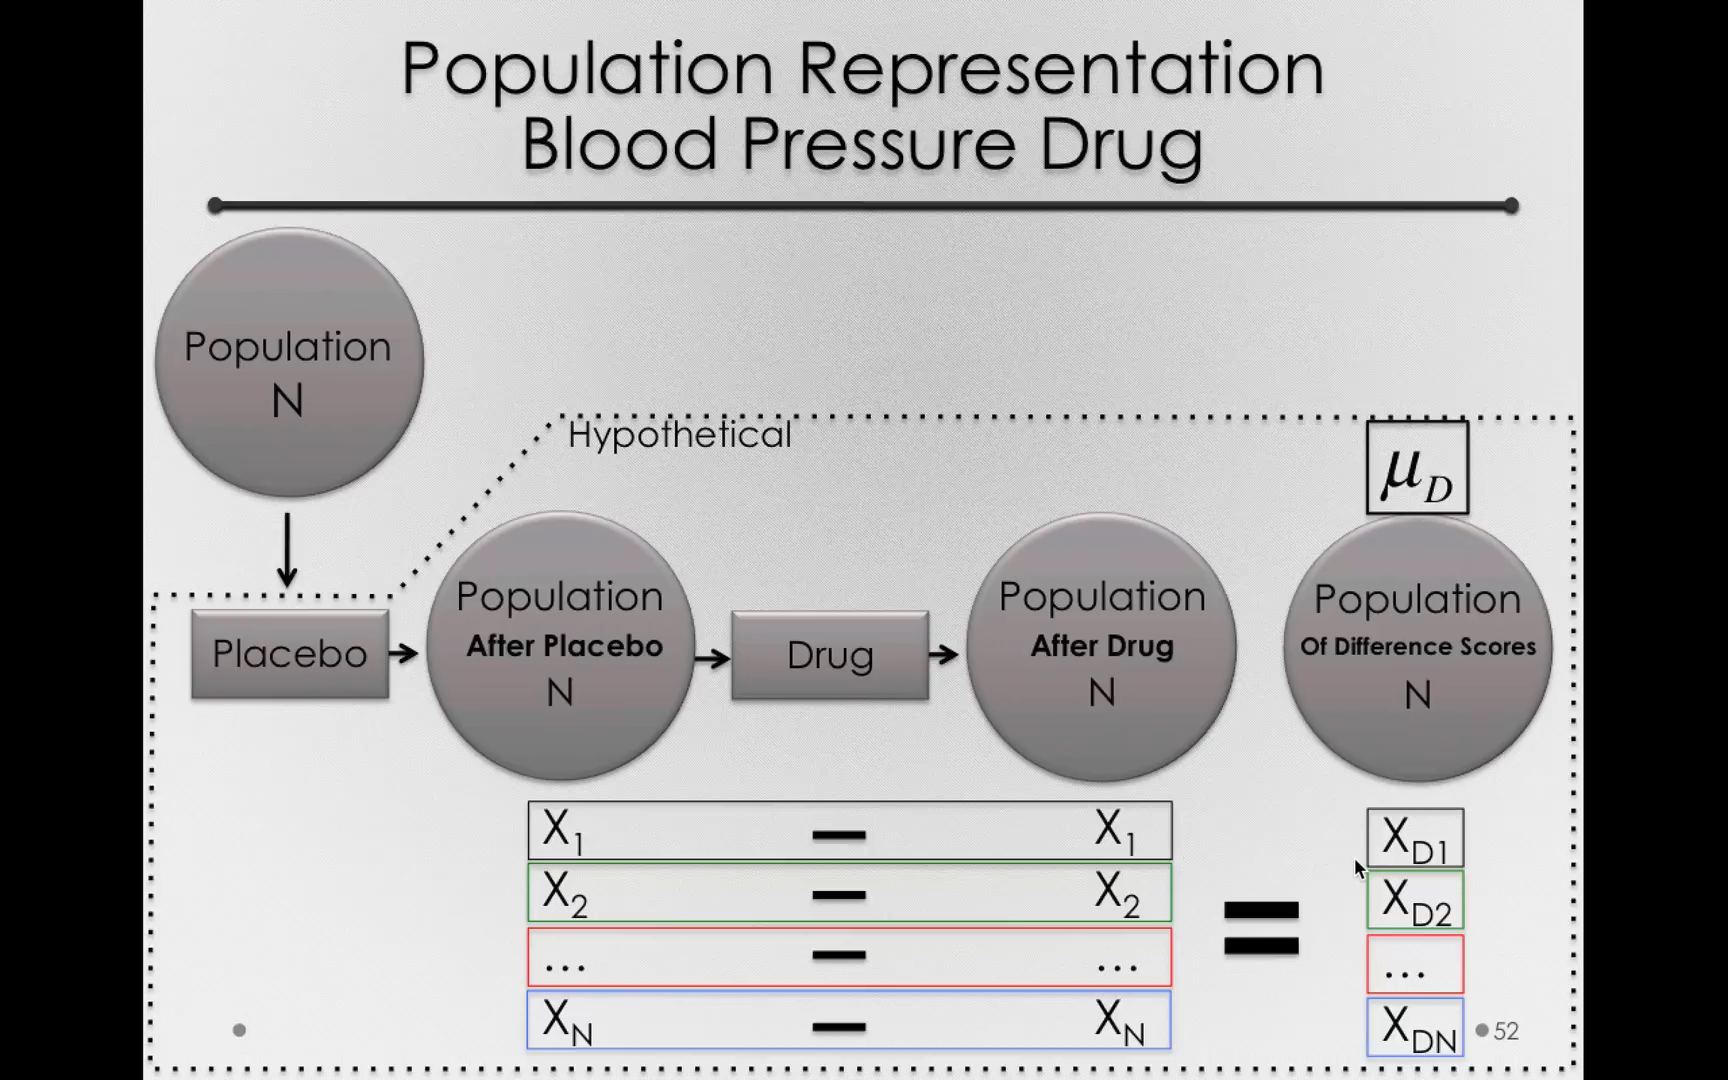 Population Representation
Blood Pressure Drug
Population
N
Hypothetical
μD
Placebo
Population
After Placebo
N
Drug
Population
After Drug
N
Population
Of Difference Scores
N
X1 — X1
X2 — X2
... — ...
XN — XN
=
XD1
XD2
...
XDN
52